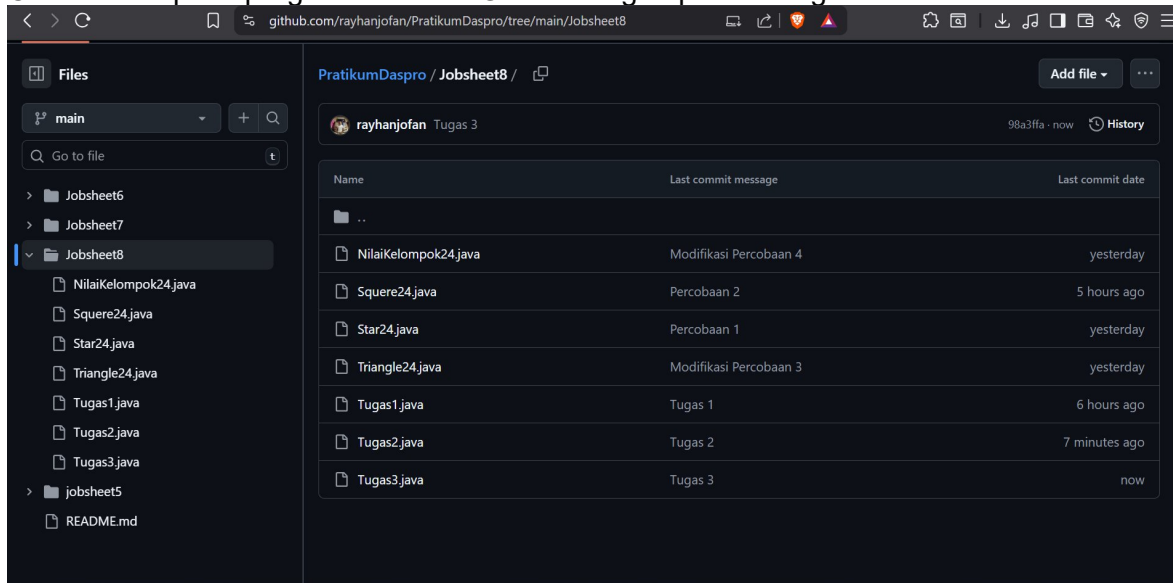 github.com/rayhanjofan/PratikumDaspro/tree/main/Jobsheet8
Files
main
Go to file
t
Jobsheet6
Jobsheet7
Jobsheet8
NilaiKelompok24.java
Squere24.java
Star24.java
Triangle24.java
Tugas1.java
Tugas2.java
Tugas3.java
jobsheet5
README.md
PratikumDaspro / Jobsheet8 /
Add file
rayhanjofan Tugas 3
98a3ffa · now History
Name Last commit message Last commit date
..
NilaiKelompok24.java Modifikasi Percobaan 4 yesterday
Squere24.java Percobaan 2 5 hours ago
Star24.java Percobaan 1 yesterday
Triangle24.java Modifikasi Percobaan 3 yesterday
Tugas1.java Tugas 1 6 hours ago
Tugas2.java Tugas 2 7 minutes ago
Tugas3.java Tugas 3 now